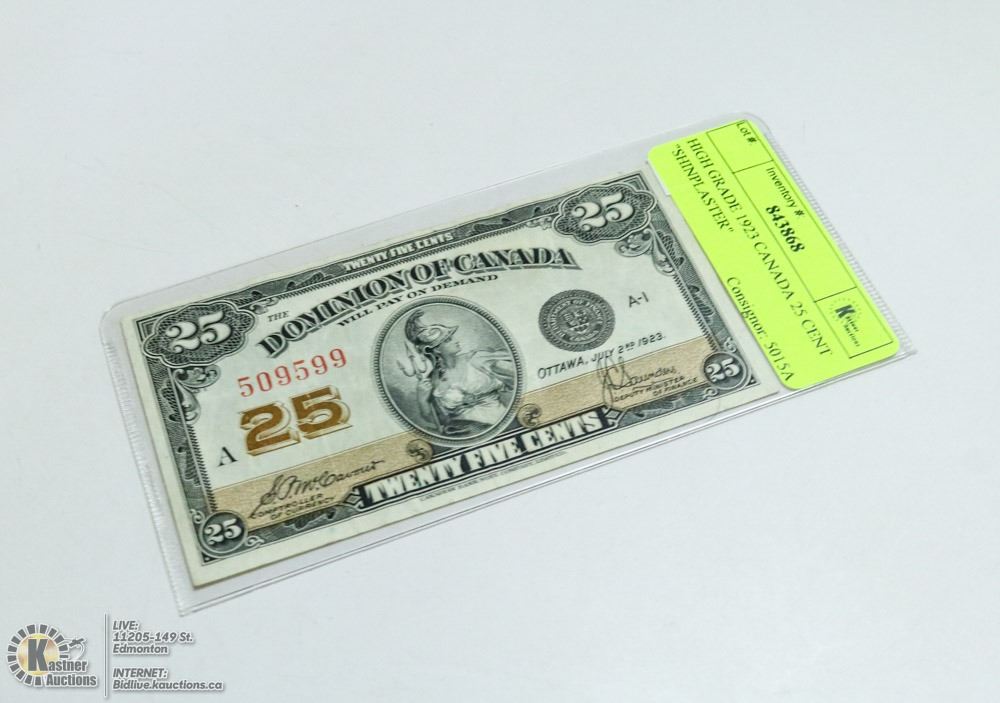 Lot #:
Inventory #:
843868
HIGH GRADE 1923 CANADA 25 CENT
"SHINPLASTER"
Consignor: 5015A
Kastner
Auctions
25
TWENTY FIVE CENTS
25
THE
DOMINION OF CANADA
WILL PAY ON DEMAND
509599
A-1
OTTAWA, JULY 2ND 1923.
A
25
DEPUTY MINISTER
OF FINANCE
COMPTROLLER
OF CURRENCY
TWENTY FIVE CENTS
25
25
Kastner
Auctions
LIVE:
11205-149 St.
Edmonton
INTERNET:
Bidlive.kauctions.ca